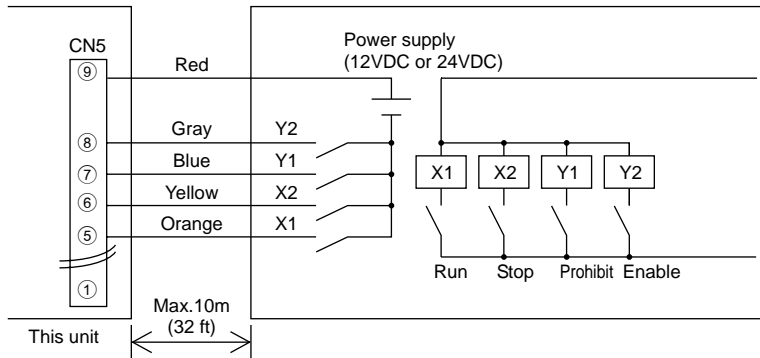 CN5
Power supply
(12VDC or 24VDC)
⑨ Red
⑧ Gray Y2
⑦ Blue Y1
⑥ Yellow X2
⑤ Orange X1
①
X1 X2 Y1 Y2
Run Stop Prohibit Enable
Max.10m
(32 ft)
This unit